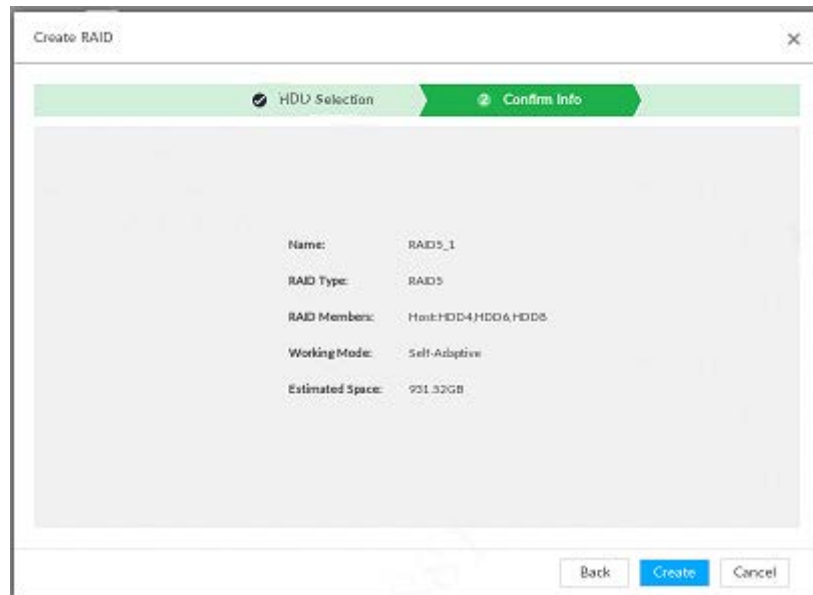 Create RAID
HDD Selection
2 Confirm Info
Name: RAID5_1
RAID Type: RAID5
RAID Members: Host:HDD4,HDD6,HDD8
Working Mode: Self-Adaptive
Estimated Space: 931.32GB
Back Create Cancel